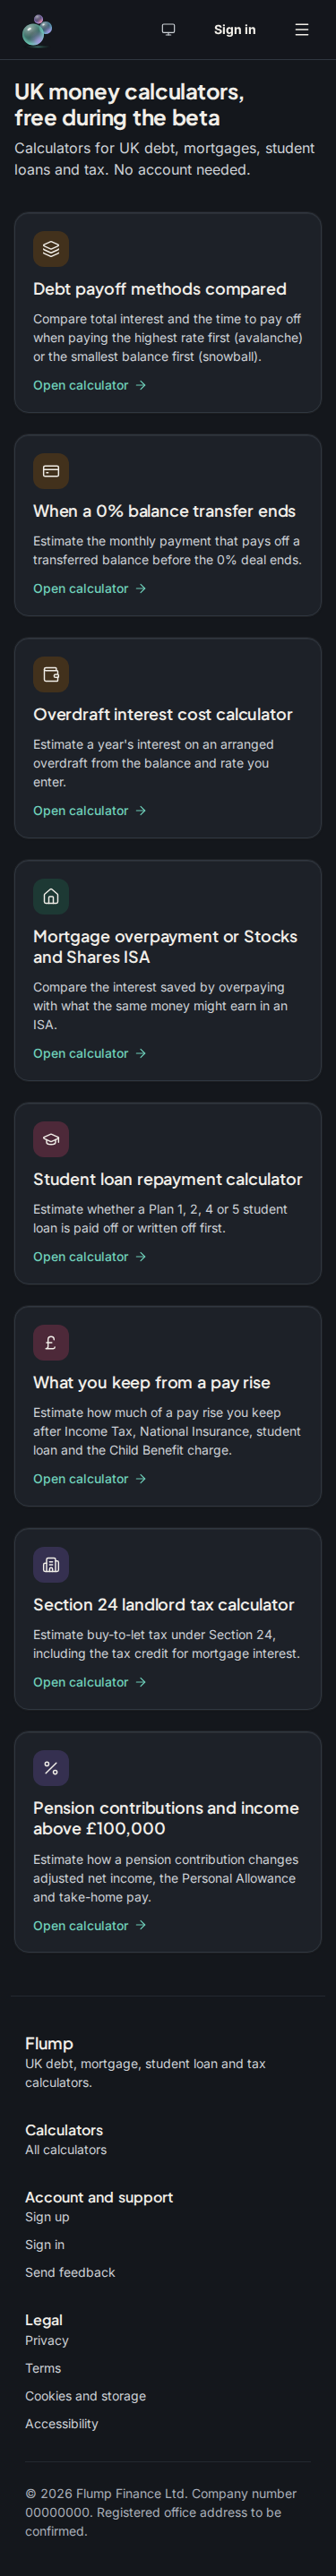 Sign in
UK money calculators,
free during the beta
Calculators for UK debt, mortgages, student
loans and tax. No account needed.
Debt payoff methods compared
Compare total interest and the time to pay off
when paying the highest rate first (avalanche)
or the smallest balance first (snowball).
Open calculator
When a 0% balance transfer ends
Estimate the monthly payment that pays off a
transferred balance before the 0% deal ends.
Open calculator
Overdraft interest cost calculator
Estimate a year's interest on an arranged
overdraft from the balance and rate you
enter.
Open calculator
Mortgage overpayment or Stocks
and Shares ISA
Compare the interest saved by overpaying
with what the same money might earn in an
ISA.
Open calculator
Student loan repayment calculator
Estimate whether a Plan 1, 2, 4 or 5 student
loan is paid off or written off first.
Open calculator
What you keep from a pay rise
Estimate how much of a pay rise you keep
after Income Tax, National Insurance, student
loan and the Child Benefit charge.
Open calculator
Section 24 landlord tax calculator
Estimate buy-to-let tax under Section 24,
including the tax credit for mortgage interest.
Open calculator
Pension contributions and income
above £100,000
Estimate how a pension contribution changes
adjusted net income, the Personal Allowance
and take-home pay.
Open calculator
Flump
UK debt, mortgage, student loan and tax
calculators.
Calculators
All calculators
Account and support
Sign up
Sign in
Send feedback
Legal
Privacy
Terms
Cookies and storage
Accessibility
© 2026 Flump Finance Ltd. Company number
00000000. Registered office address to be
confirmed.